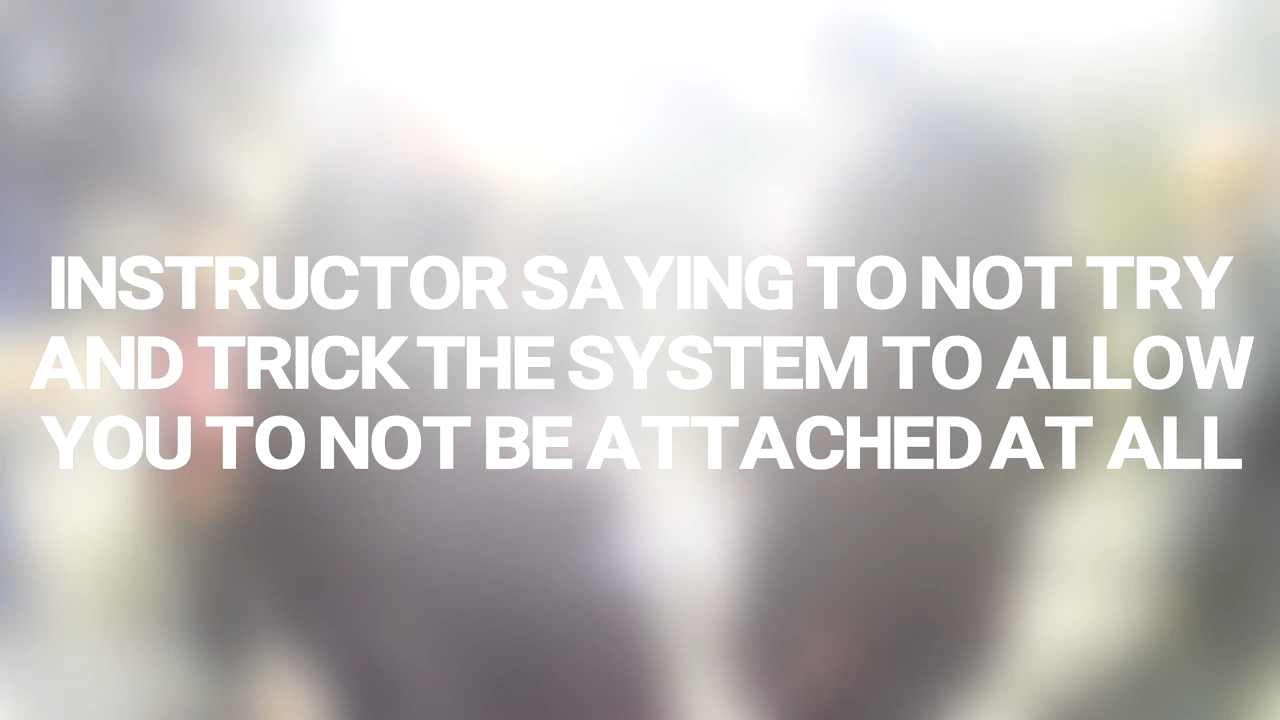 INSTRUCTOR SAYING TO NOT TRY
AND TRICK THE SYSTEM TO ALLOW
YOU TO NOT BE ATTACHED AT ALL